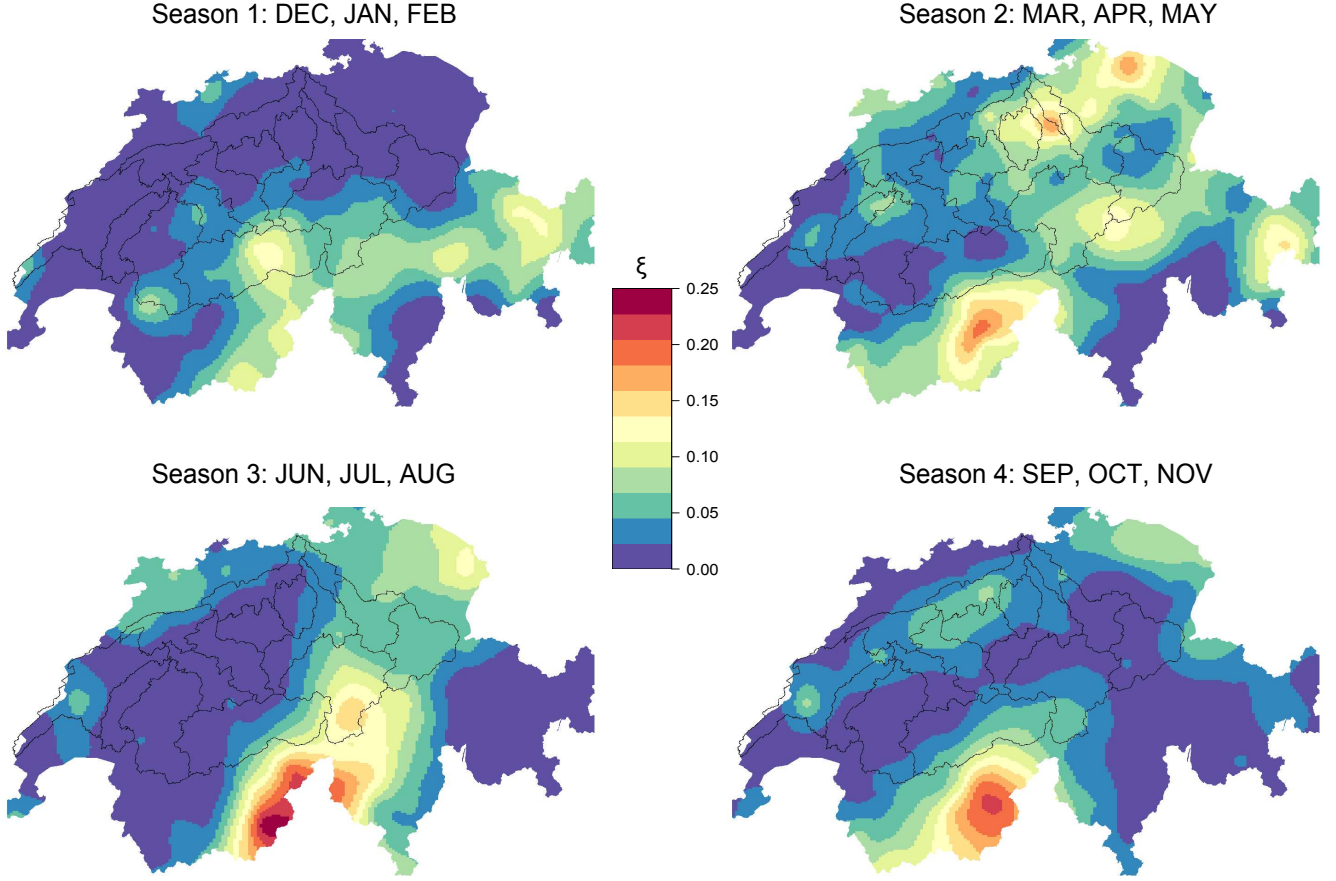 Season 1: DEC, JAN, FEB
Season 2: MAR, APR, MAY
ξ
0.25
0.20
0.15
0.10
0.05
0.00
Season 3: JUN, JUL, AUG
Season 4: SEP, OCT, NOV